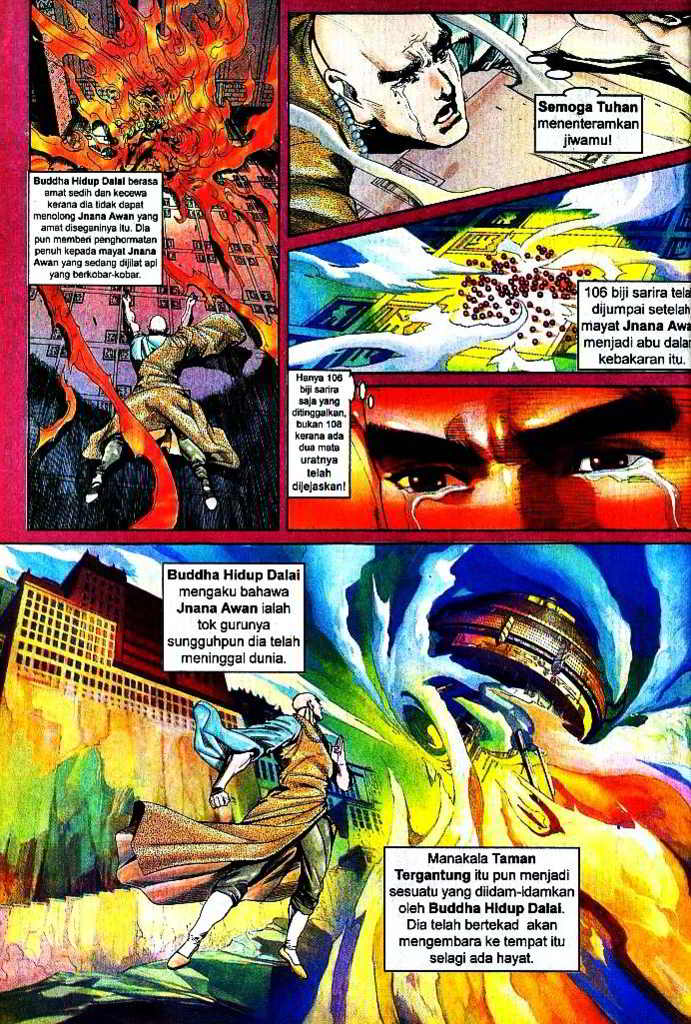 Buddha Hidup Dalai berasa
amat sedih dan kecewa
kerana dia tidak dapat
menolong Jnana Awan yang
amat diseganinya itu. Dia
pun memberi penghormatan
penuh kepada mayat Jnana
Awan yang sedang dijilat api
yang berkobar-kobar.
Semoga Tuhan
menenteramkan
jiwamu!
106 biji sarira tela
dijumpai setelah
mayat Jnana Awa
menjadi abu dalam
kebakaran itu.
Hanya 106
biji sarira
saja yang
ditinggalkan,
bukan 108
kerana ada
dua mata
uratnya
telah
dijejaskan!
Buddha Hidup Dalai
mengaku bahawa
Jnana Awan ialah
tok gurunya
sungguhpun dia telah
meninggal dunia.
Manakala Taman
Tergantung itu pun menjadi
sesuatu yang diidam-idamkan
oleh Buddha Hidup Dalai.
Dia telah bertekad akan
mengembara ke tempat itu
selagi ada hayat.